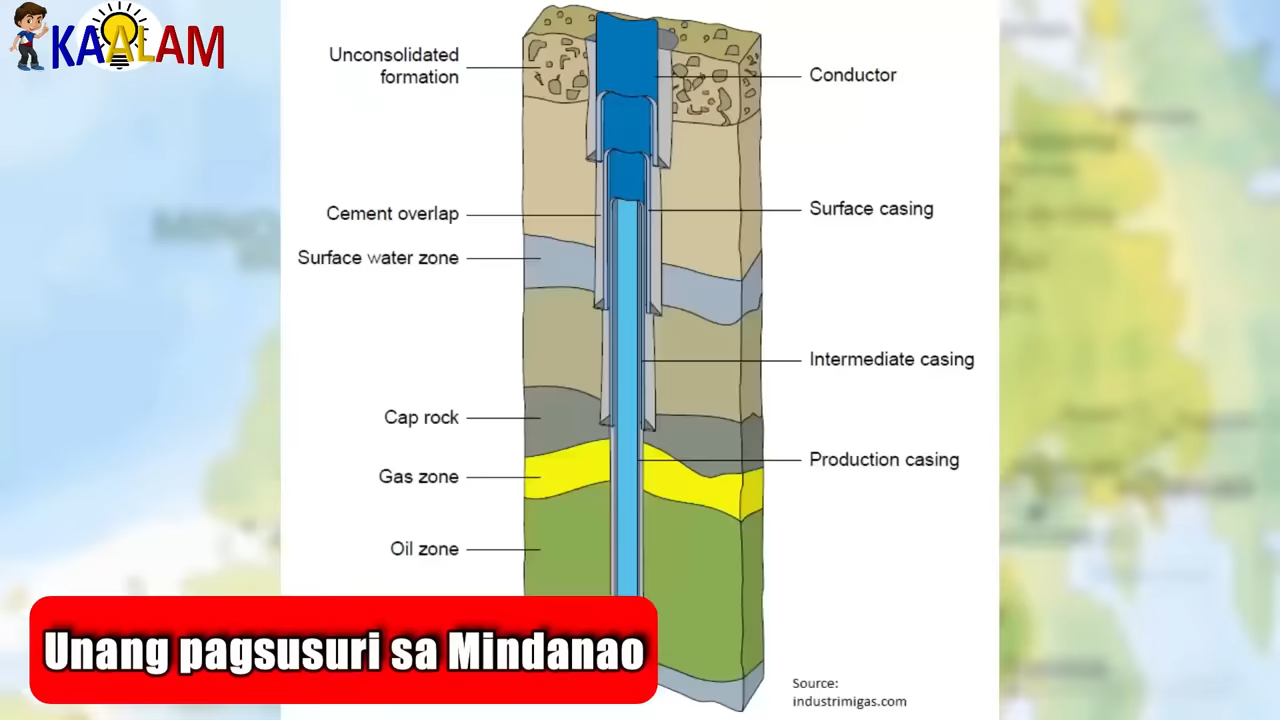 KAALAM
Unconsolidated
formation
Conductor
Cement overlap
Surface casing
Surface water zone
Intermediate casing
Cap rock
Production casing
Gas zone
Oil zone
Unang pagsusuri sa Mindanao
Source:
industrimigas.com